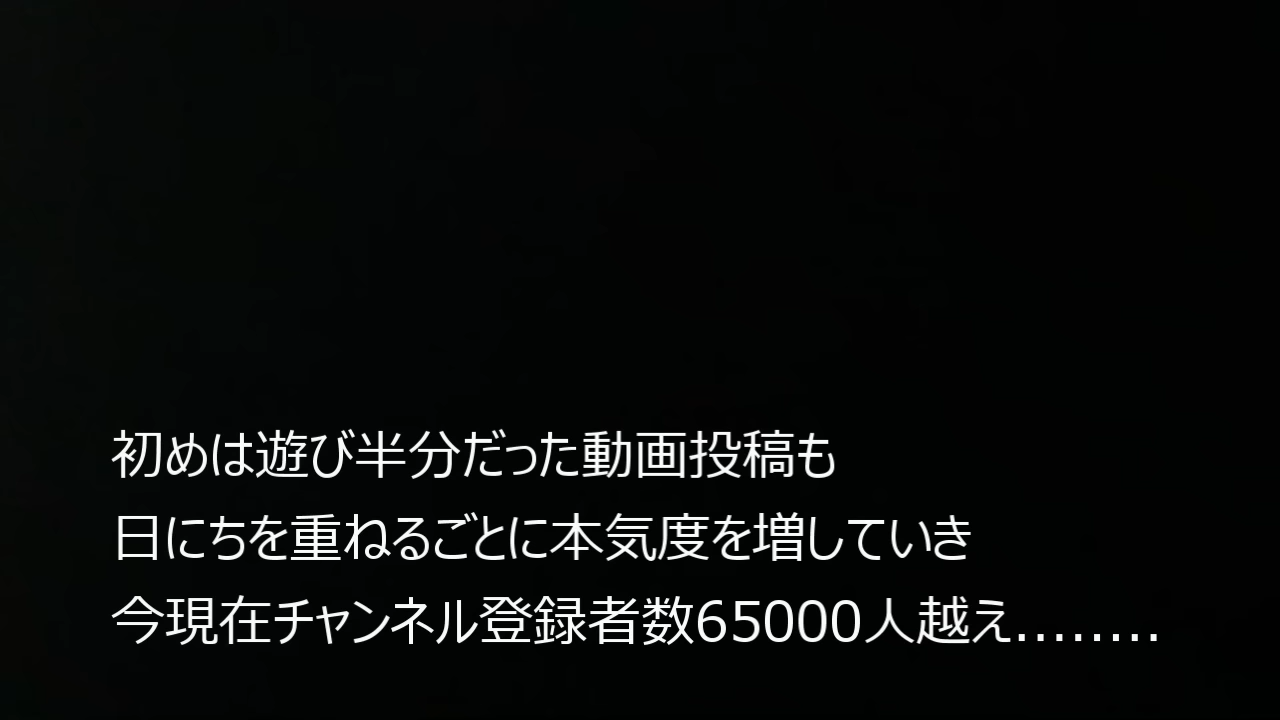 初めは遊び半分だった動画投稿も
日にちを重ねるごとに本気度を増していき
今現在チャンネル登録者数65000人越え………